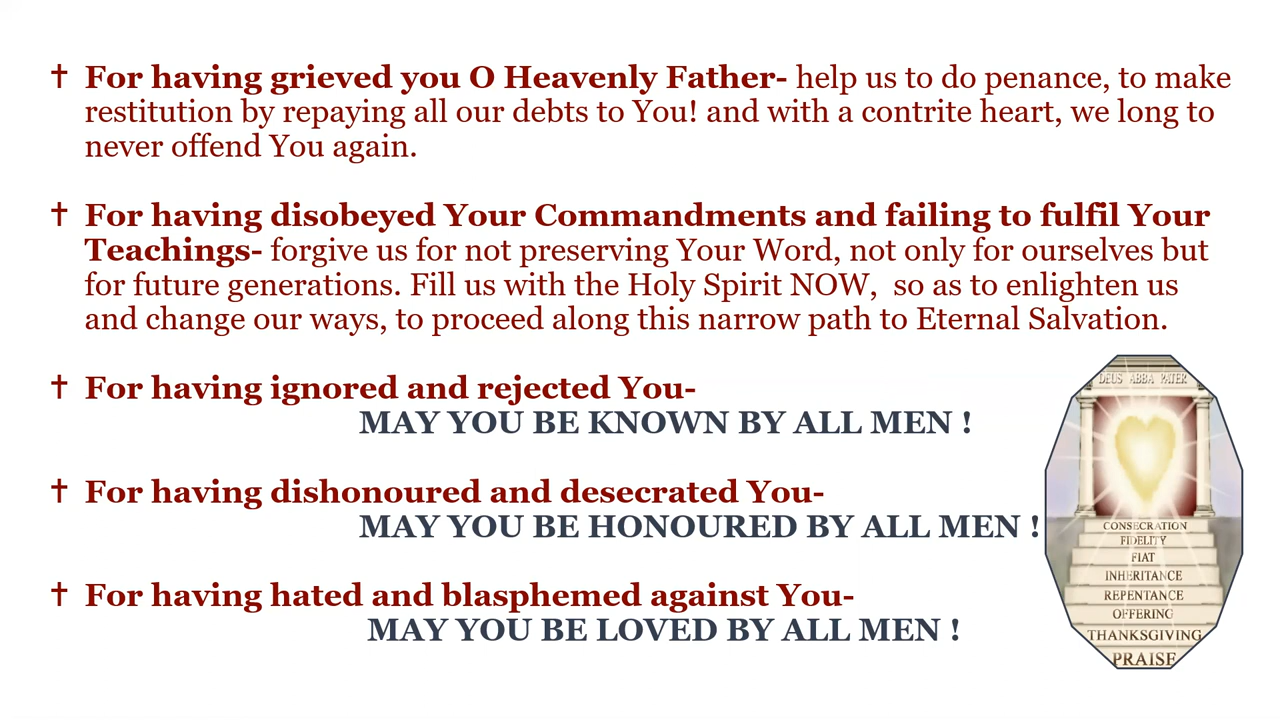 ✝ For having grieved you O Heavenly Father- help us to do penance, to make
restitution by repaying all our debts to You! and with a contrite heart, we long to
never offend You again.
✝ For having disobeyed Your Commandments and failing to fulfil Your
Teachings- forgive us for not preserving Your Word, not only for ourselves but
for future generations. Fill us with the Holy Spirit NOW,  so as to enlighten us
and change our ways, to proceed along this narrow path to Eternal Salvation.
✝ For having ignored and rejected You-
MAY YOU BE KNOWN BY ALL MEN !
✝ For having dishonoured and desecrated You-
MAY YOU BE HONOURED BY ALL MEN !
✝ For having hated and blasphemed against You-
MAY YOU BE LOVED BY ALL MEN !
DEUS ABBA PATER
CONSECRATION
FIDELITY
FIAT
INHERITANCE
REPENTANCE
OFFERING
THANKSGIVING
PRAISE